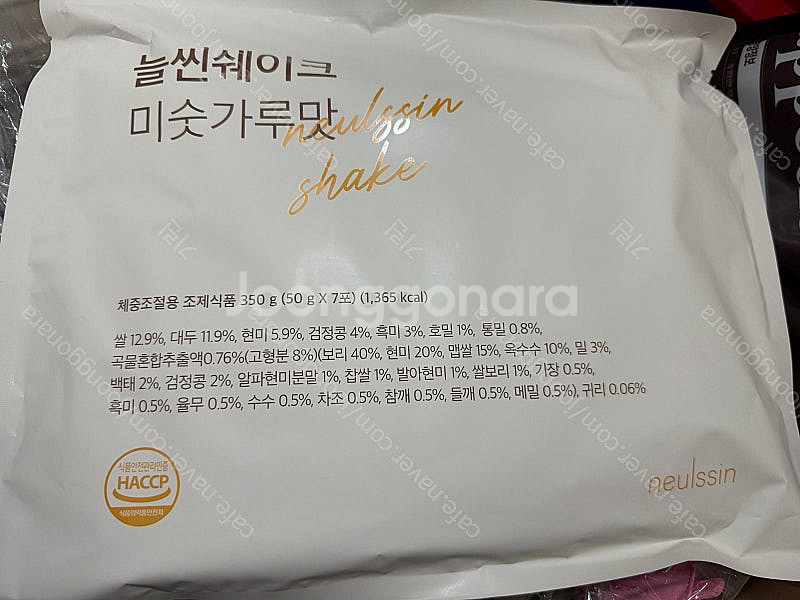 늘씬쉐이크
미숫가루맛
neulssin
shake
체중조절용 조제식품 350 g (50 g X 7포) (1,365 kcal)
쌀 12.9%, 대두 11.9%, 현미 5.9%, 검정콩 4%, 흑미 3%, 호밀 1%, 통밀 0.8%,
곡물혼합추출액0.76%(고형분 8%)(보리 40%, 현미 20%, 맵쌀 15%, 옥수수 10%, 밀 3%,
백태 2%, 검정콩 2%, 알파현미분말 1%, 찹쌀 1%, 발아현미 1%, 쌀보리 1%, 기장 0.5%,
흑미 0.5%, 율무 0.5%, 수수 0.5%, 차조 0.5%, 참깨 0.5%, 들깨 0.5%, 메밀 0.5%), 귀리 0.06%
식품안전관리인증
HACCP
식품의약품안전처
neulssin
Joonggonara
cafe.naver.com/joonggonara